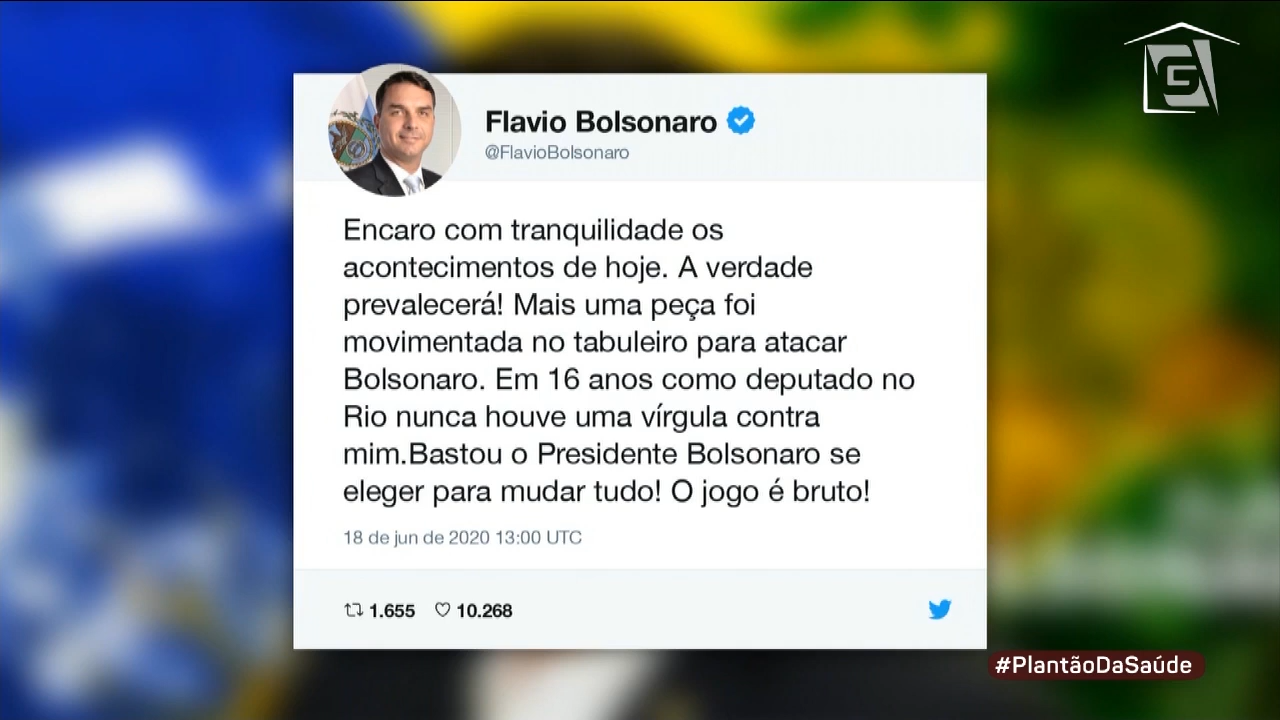 G
Flavio Bolsonaro
@FlavioBolsonaro
Encaro com tranquilidade os
acontecimentos de hoje. A verdade
prevalecerá! Mais uma peça foi
movimentada no tabuleiro para atacar
Bolsonaro. Em 16 anos como deputado no
Rio nunca houve uma vírgula contra
mim.Bastou o Presidente Bolsonaro se
eleger para mudar tudo! O jogo é bruto!
18 de jun de 2020 13:00 UTC
1.655 10.268
#PlantãoDaSaúde